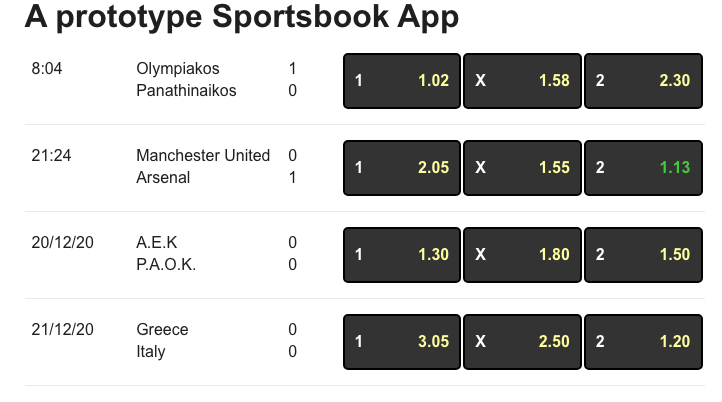 A prototype Sportsbook App
8:04 Olympiakos 1 1 1.02 X 1.58 2 2.30
Panathinaikos 0
21:24 Manchester United 0 1 2.05 X 1.55 2 1.13
Arsenal 1
20/12/20 A.E.K 0 1 1.30 X 1.80 2 1.50
P.A.O.K. 0
21/12/20 Greece 0 1 3.05 X 2.50 2 1.20
Italy 0